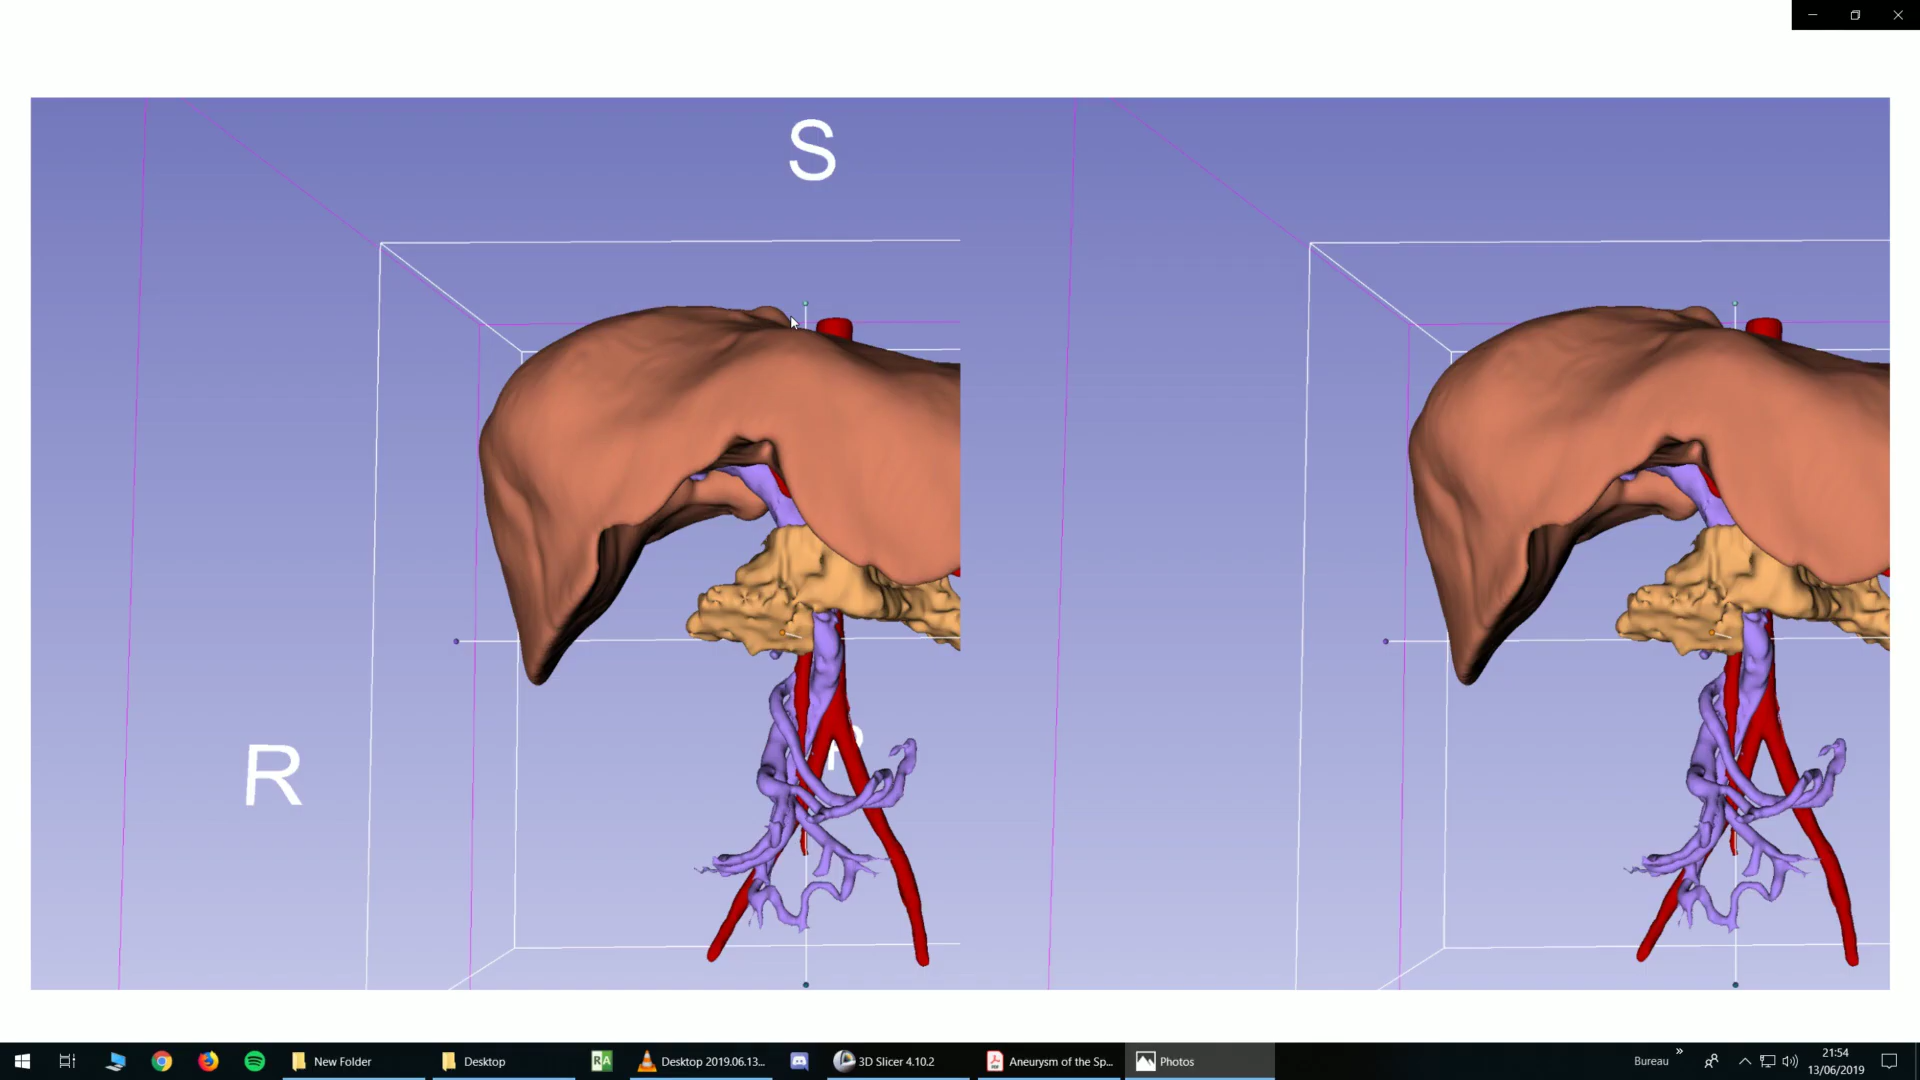 S
R
P
New Folder
Desktop
RA
Desktop 2019.06.13...
3D Slicer 4.10.2
Aneurysm of the Sp...
Photos
Bureau
21:54
13/06/2019